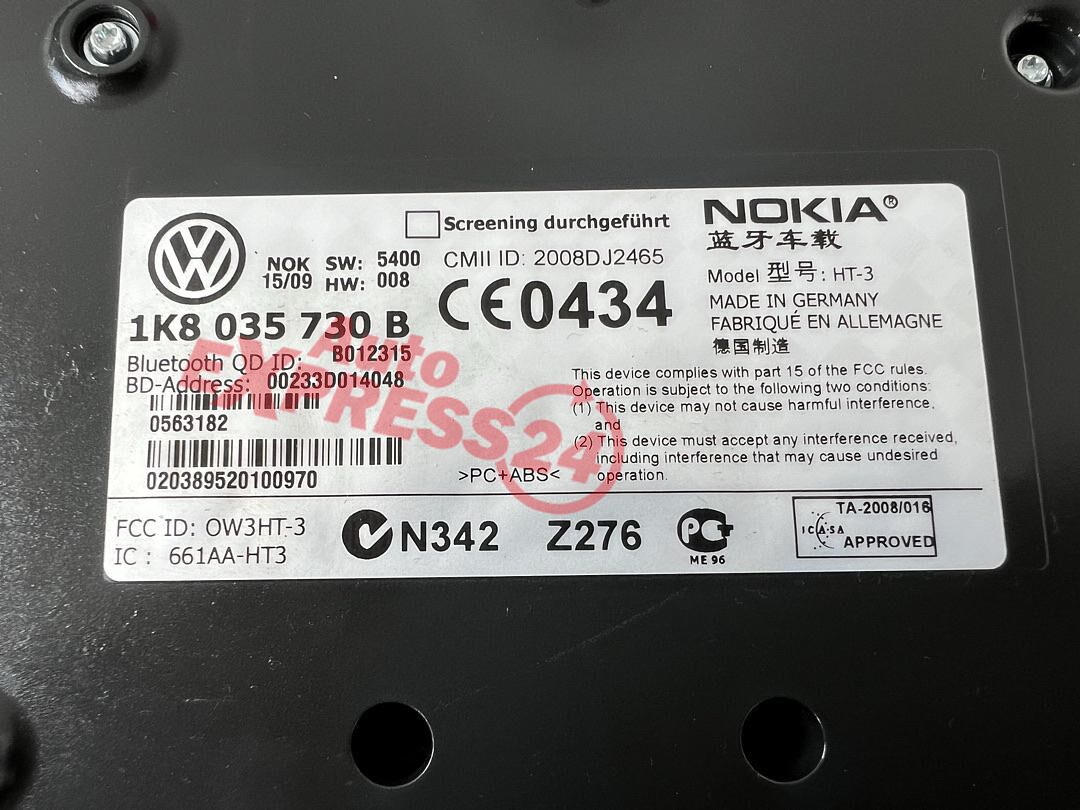 Screening durchgeführt
NOKIA®
蓝牙车载
NOK SW: 5400
15/09 HW: 008
CMII ID: 2008DJ2465
Model 型号: HT-3
CE0434
MADE IN GERMANY
FABRIQUÉ EN ALLEMAGNE
德国制造
1K8 035 730 B
Bluetooth QD ID: B012315
BD-Address: 00233D014048
0563182
020389520100970
>PC+ABS<
This device complies with part 15 of the FCC rules.
Operation is subject to the following two conditions:
(1) This device may not cause harmful interference,
and
(2) This device must accept any interference received,
including interference that may cause undesired
operation.
Auto
EXPRESS24
FCC ID: OW3HT-3
IC : 661AA-HT3
N342 Z276
ME 96
TA-2008/016
ICASA
APPROVED